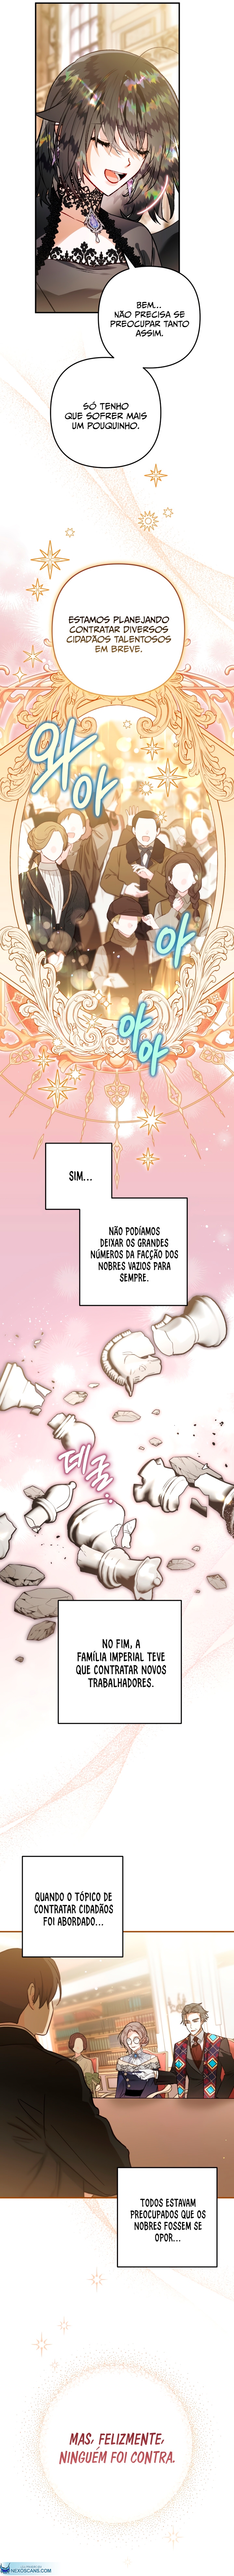 BEM...
NÃO PRECISA SE
PREOCUPAR TANTO
ASSIM.
SÓ TENHO
QUE SOFRER MAIS
UM POUQUINHO.
ESTAMOS PLANEJANDO
CONTRATAR DIVERSOS
CIDADÃOS TALENTOSOS
EM BREVE.
와
아
아
아
아
SIM...
NÃO PODÍAMOS
DEIXAR OS GRANDES
NÚMEROS DA FACÇÃO DOS
NOBRES VAZIOS PARA
SEMPRE.
데굴
NO FIM, A
FAMÍLIA IMPERIAL TEVE
QUE CONTRATAR NOVOS
TRABALHADORES.
QUANDO O TÓPICO DE
CONTRATAR CIDADÃOS
FOI ABORDADO...
TODOS ESTAVAM
PREOCUPADOS QUE OS
NOBRES FOSSEM SE
OPOR...
MAS, FELIZMENTE,
NINGUÉM FOI CONTRA.
NEXOSCANS.COM